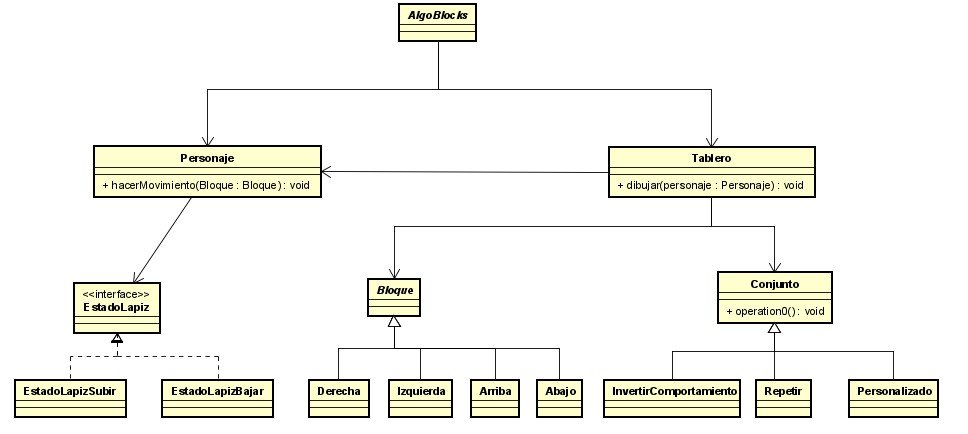 AlgoBlocks
Personaje
+ hacerMovimiento(Bloque : Bloque) : void
Tablero
+ dibujar(personaje : Personaje) : void
<<interface>>
EstadoLapiz
Bloque
Conjunto
+ operation0() : void
EstadoLapizSubir
EstadoLapizBajar
Derecha
Izquierda
Arriba
Abajo
InvertirComportamiento
Repetir
Personalizado